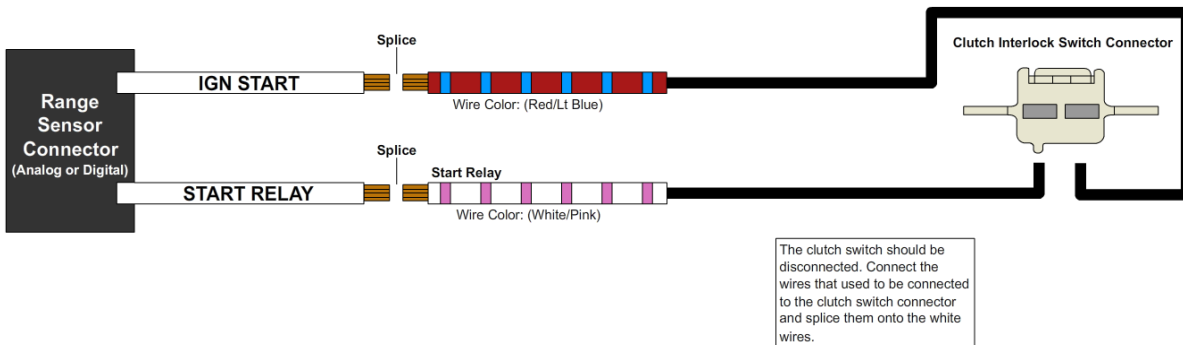 Splice
Clutch Interlock Switch Connector
IGN START
Range
Sensor
Connector
(Analog or Digital)
Wire Color: (Red/Lt Blue)
Splice
Start Relay
START RELAY
Wire Color: (White/Pink)
The clutch switch should be
disconnected. Connect the
wires that used to be connected
to the clutch switch connector
and splice them onto the white
wires.